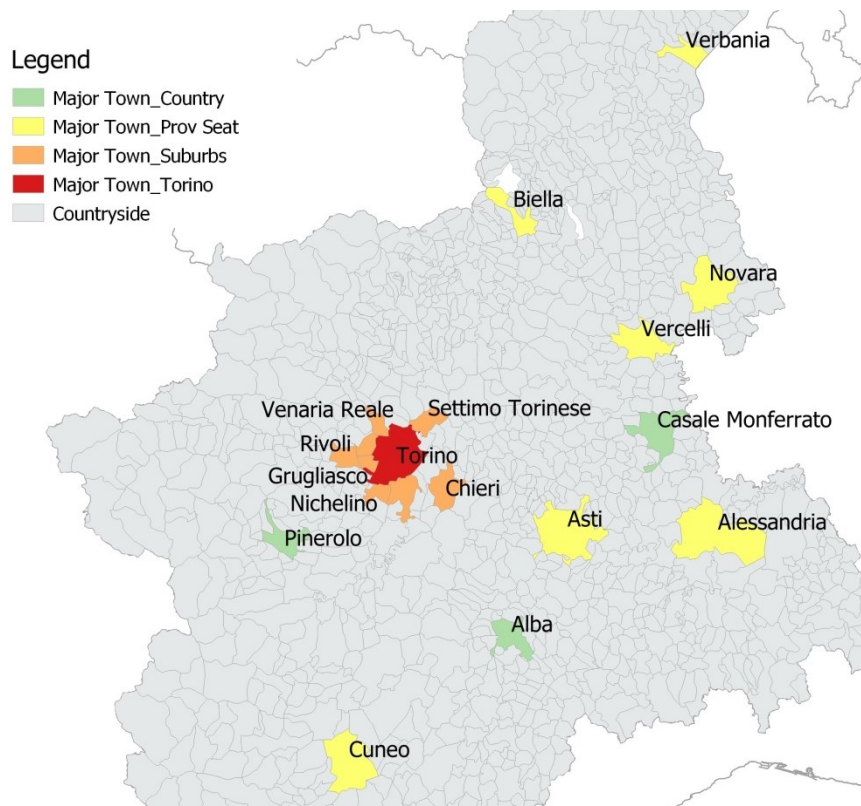 Verbania
Legend
Major Town_Country
Major Town_Prov Seat
Major Town_Suburbs
Major Town_Torino
Countryside
Biella
Novara
Vercelli
Venaria Reale
Settimo Torinese
Casale Monferrato
Rivoli
Torino
Grugliasco
Chieri
Nichelino
Asti
Alessandria
Pinerolo
Alba
Cuneo